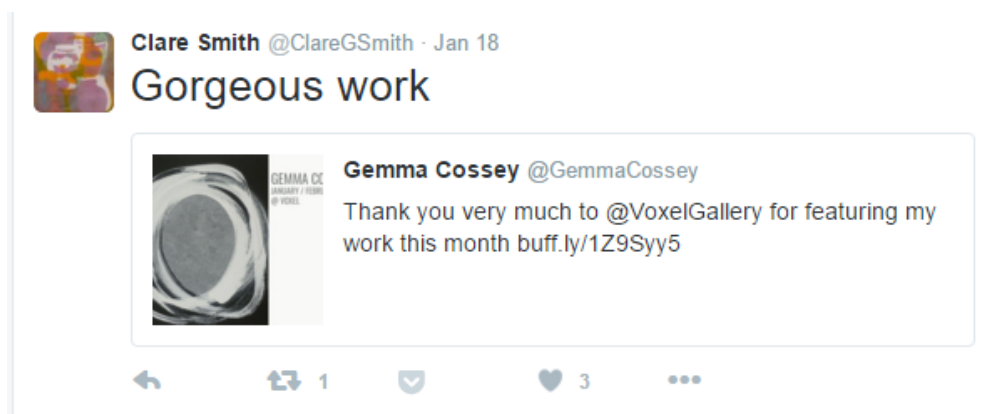 Clare Smith @ClareGSmith · Jan 18
Gorgeous work
GEMMA CO
JANUARY / FEBRU
@ VOXEL
Gemma Cossey @GemmaCossey
Thank you very much to @VoxelGallery for featuring my
work this month buff.ly/1Z9Syy5
1 3